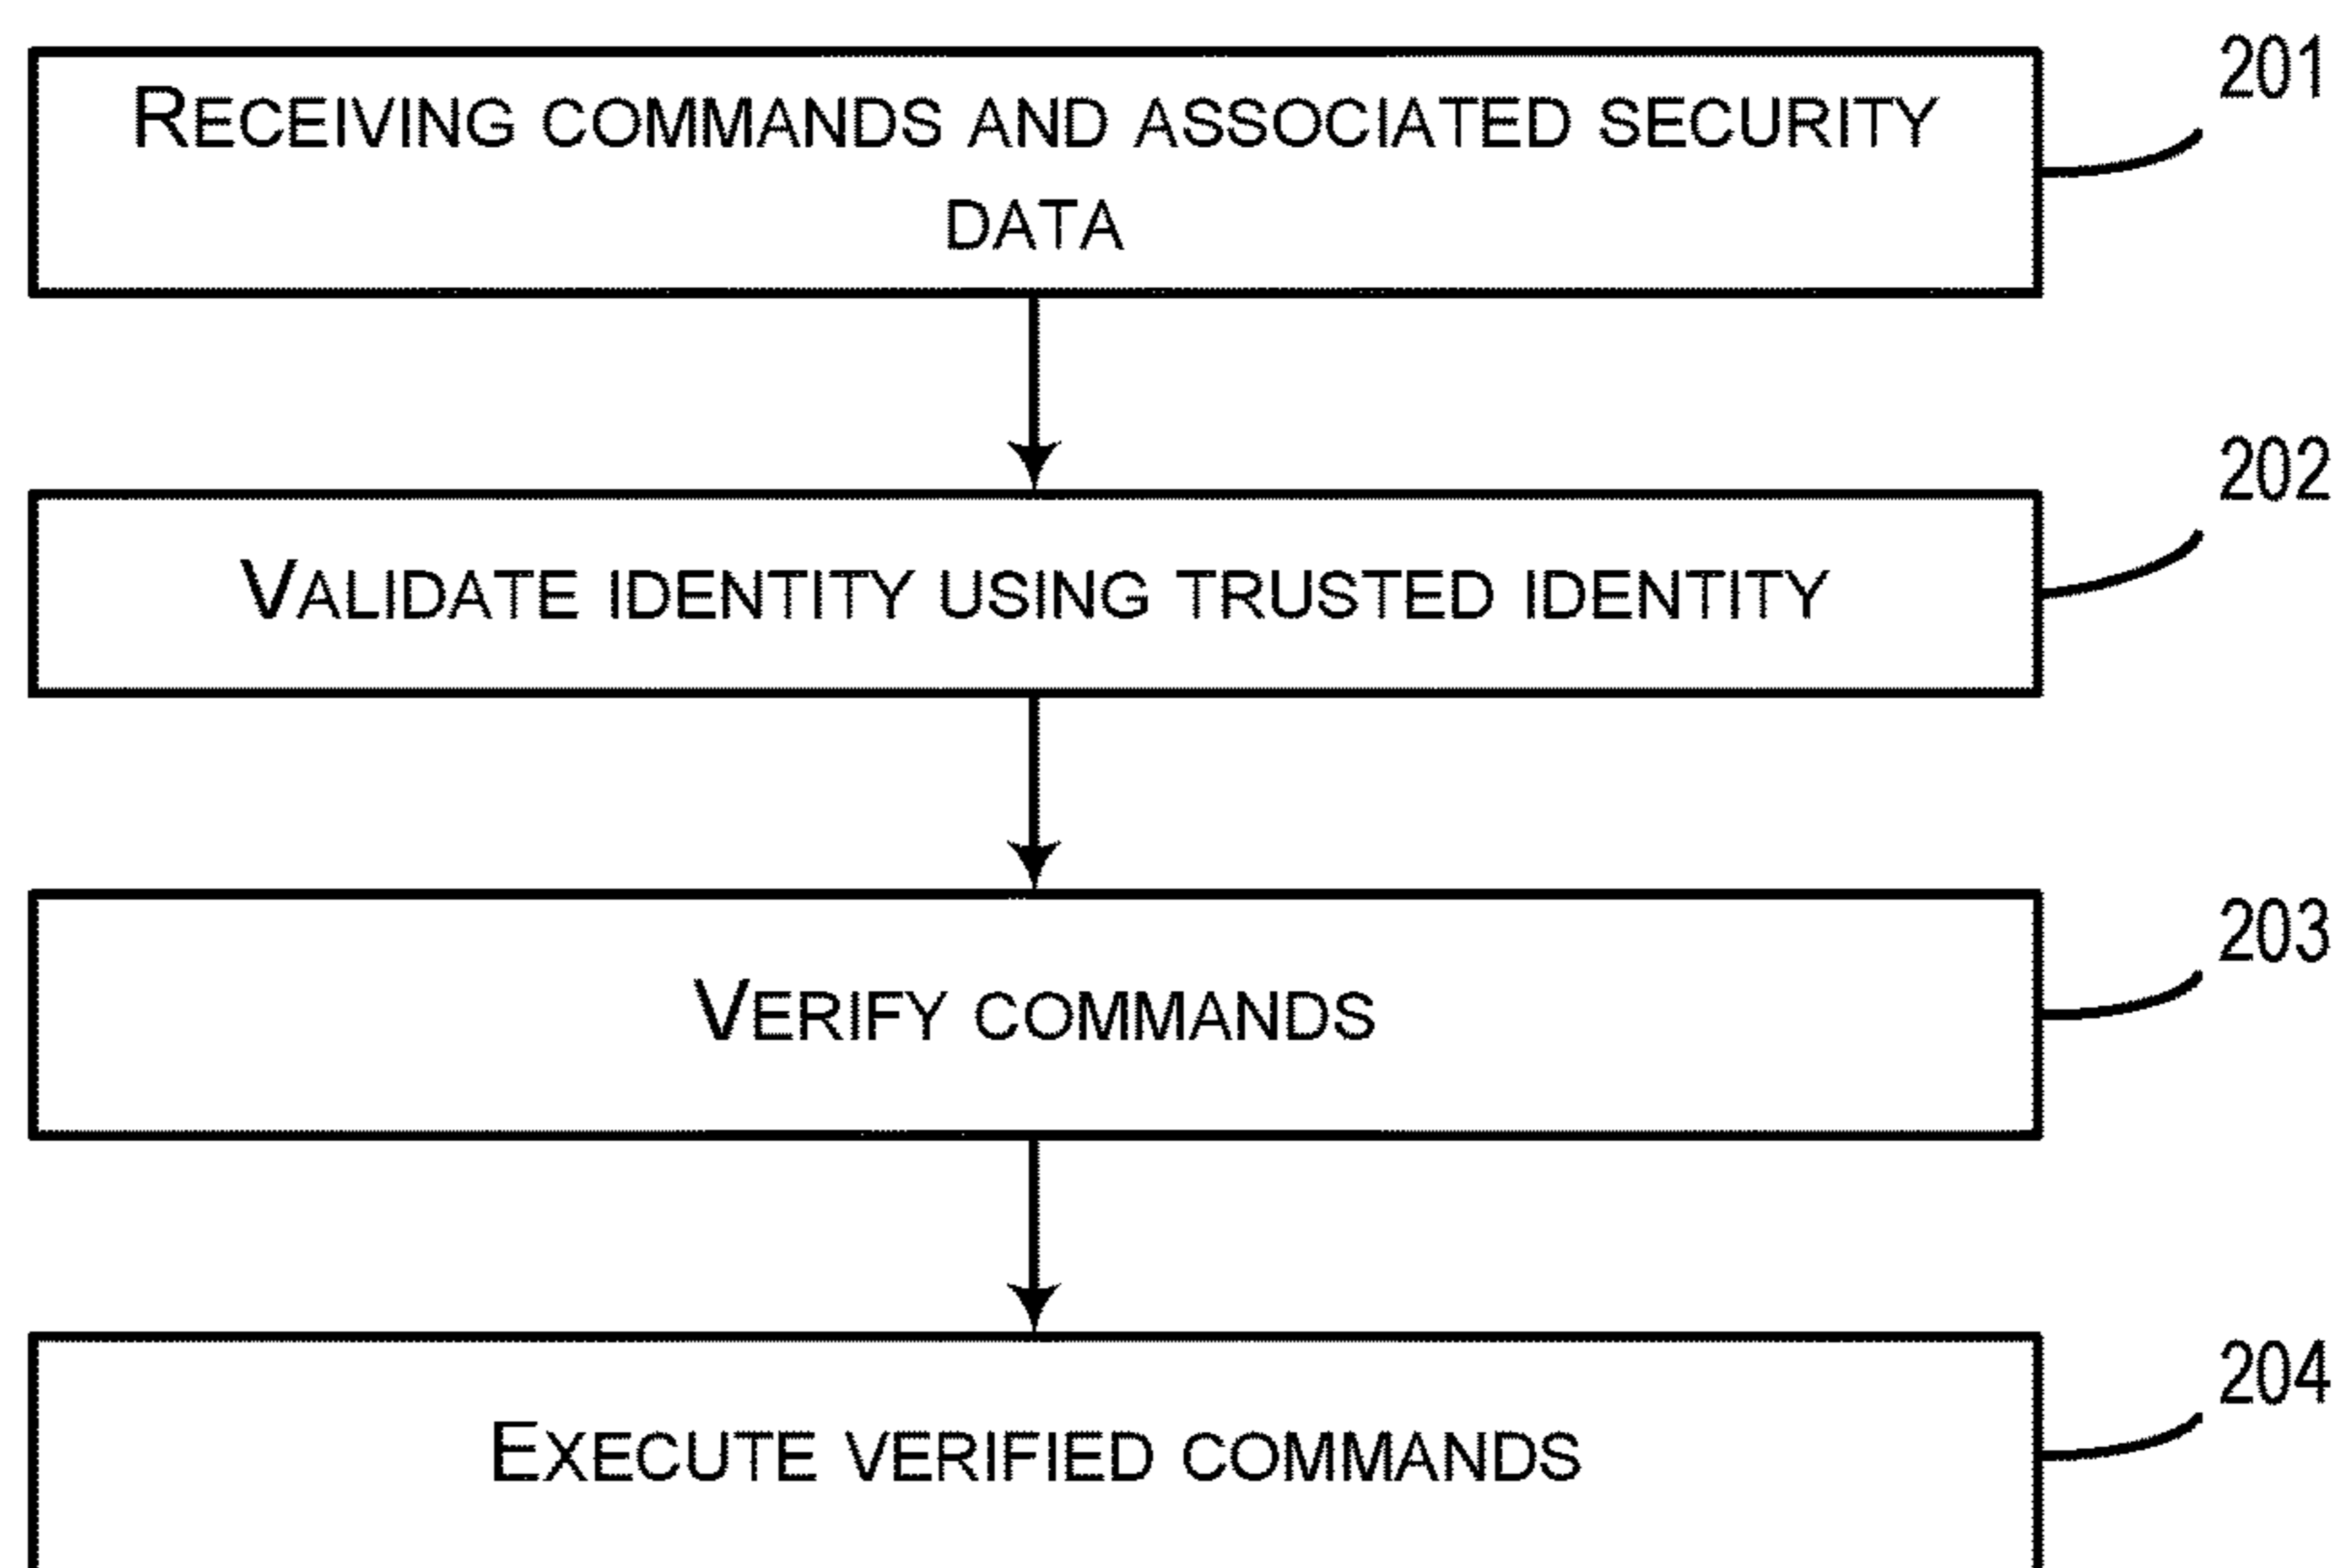 RECEIVING COMMANDS AND ASSOCIATED SECURITY
DATA
201
VALIDATE IDENTITY USING TRUSTED IDENTITY
202
VERIFY COMMANDS
203
EXECUTE VERIFIED COMMANDS
204